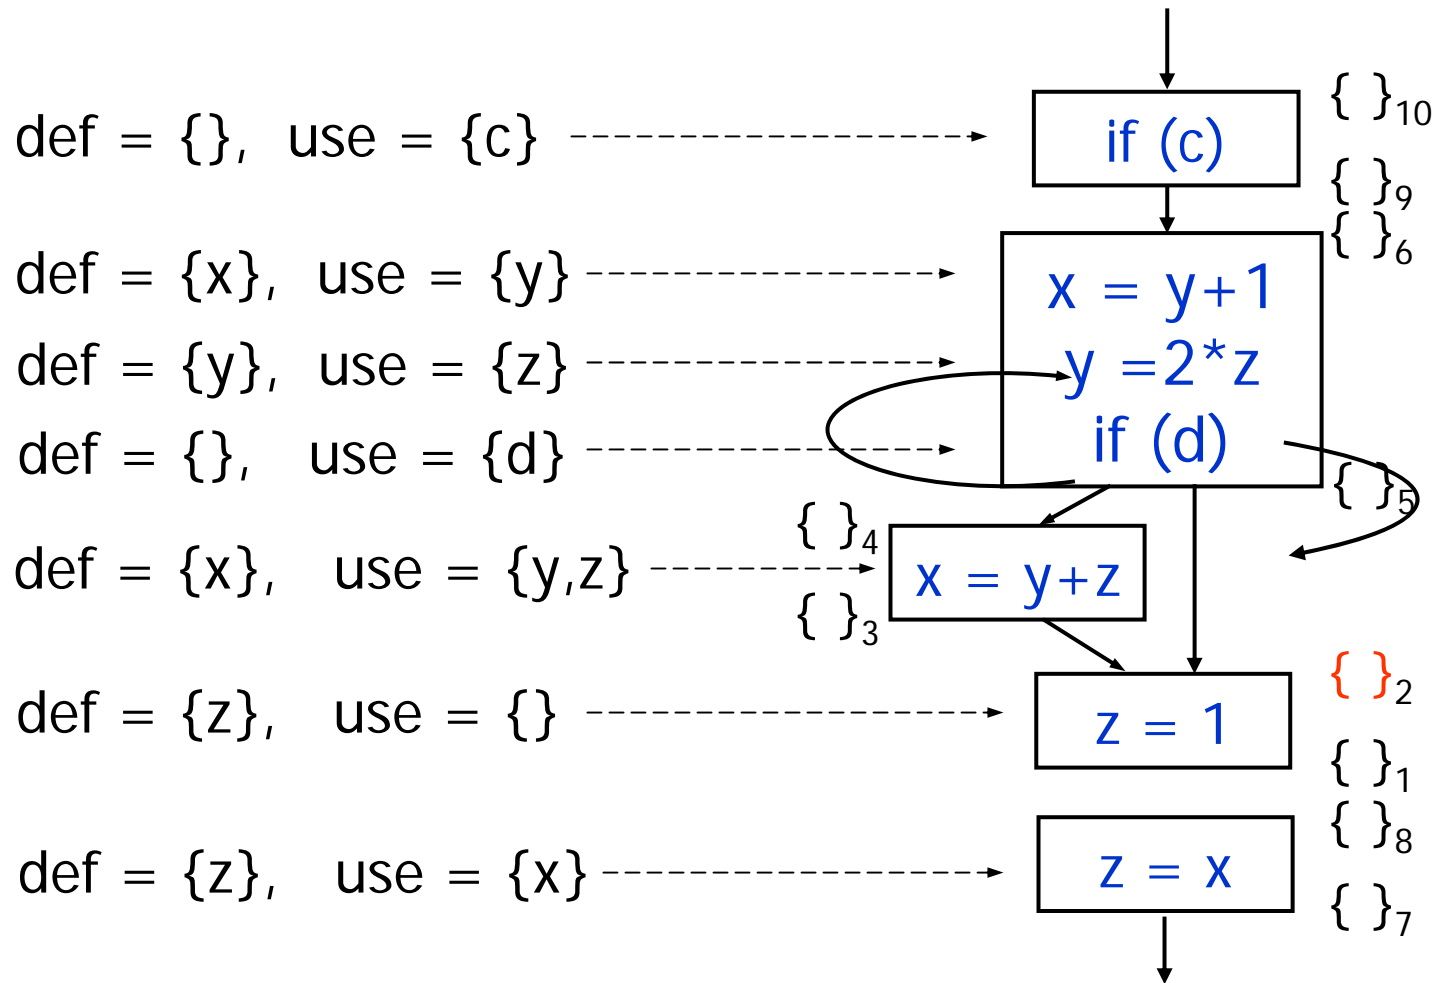 { }10
def = {}, use = {c}
if (c)
{ }9
{ }6
def = {x}, use = {y}
x = y+1
def = {y}, use = {z}
y =2*z
def = {}, use = {d}
if (d)
{ }5
{ }4
def = {x}, use = {y,z}
x = y+z
{ }3
{ }2
def = {z}, use = {}
z = 1
{ }1
{ }8
def = {z}, use = {x}
z = x
{ }7